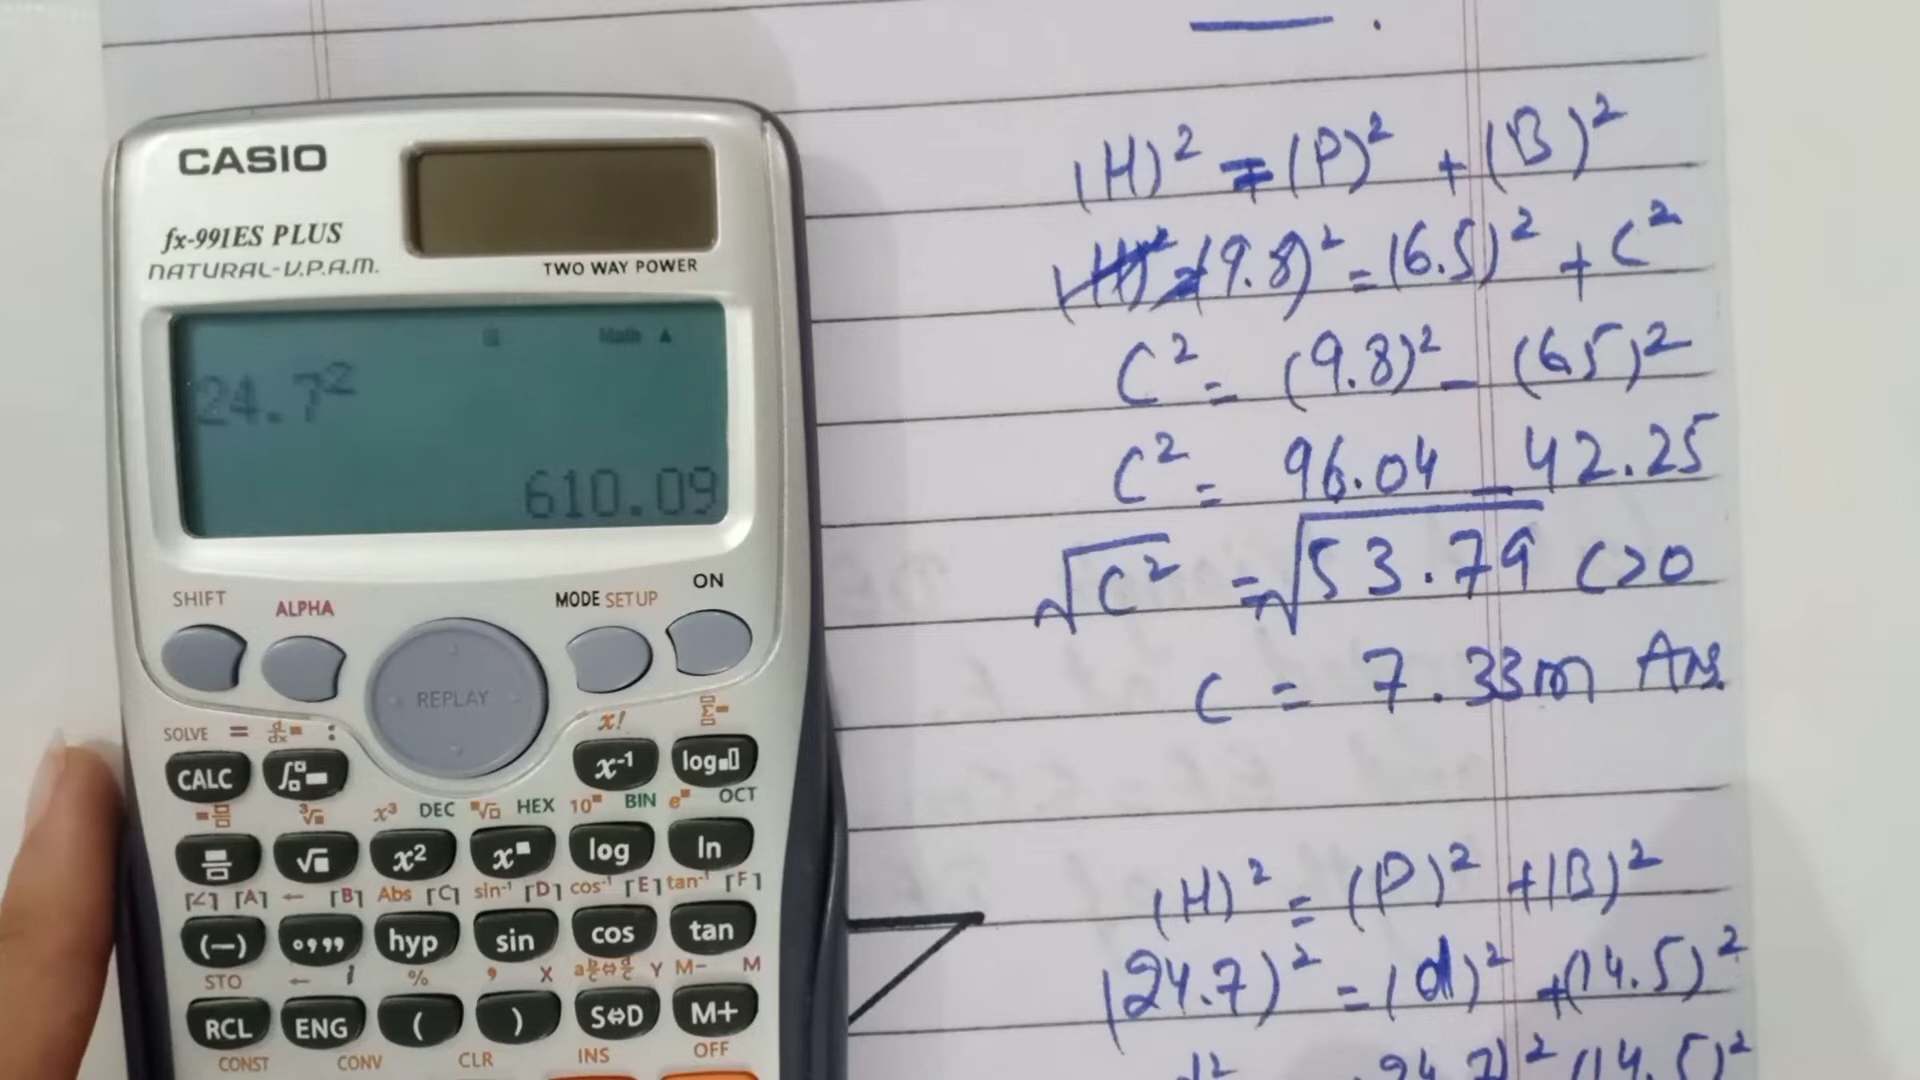 CASIO
fx-991ES PLUS
NATURAL-V.P.A.M.
TWO WAY POWER
Math ▲
24.7²
610.09
SHIFT ALPHA MODE SETUP ON
REPLAY
SOLVE = d/dx :
x! Σ
CALC ∫ x⁻¹ log
³√ x³ DEC √ HEX 10 BIN e OCT
√ x² x log ln
∠ A ← B Abs C sin⁻¹ D cos⁻¹ E tan⁻¹ F
(−) °,,, hyp sin cos tan
STO ← i % , X a b/c⇔d/c Y M− M
RCL ENG ( ) S⇔D M+
CONST CONV CLR INS OFF
(H)² = (P)² + (B)²
(9.8)² = (6.5)² + C²
C² = (9.8)² − (65)²
C² = 96.04 − 42.25
√C² = √53.79 C>0
C = 7.33m Ans.
(H)² = (P)² + (B)²
(24.7)² = (d)² + (14.5)²